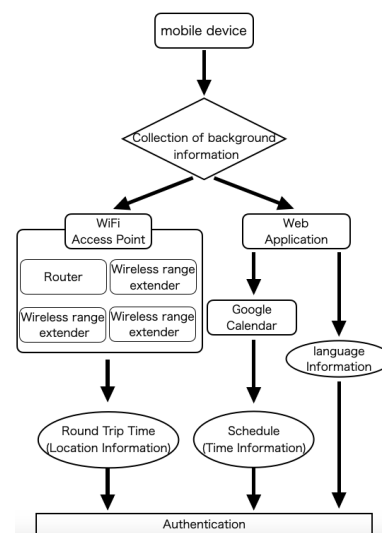 mobile device
Collection of background
information
WiFi
Access Point
Router
Wireless range
extender
Wireless range
extender
Wireless range
extender
Web
Application
Google
Calendar
language
Information
Round Trip Time
(Location Information)
Schedule
(Time Information)
Authentication